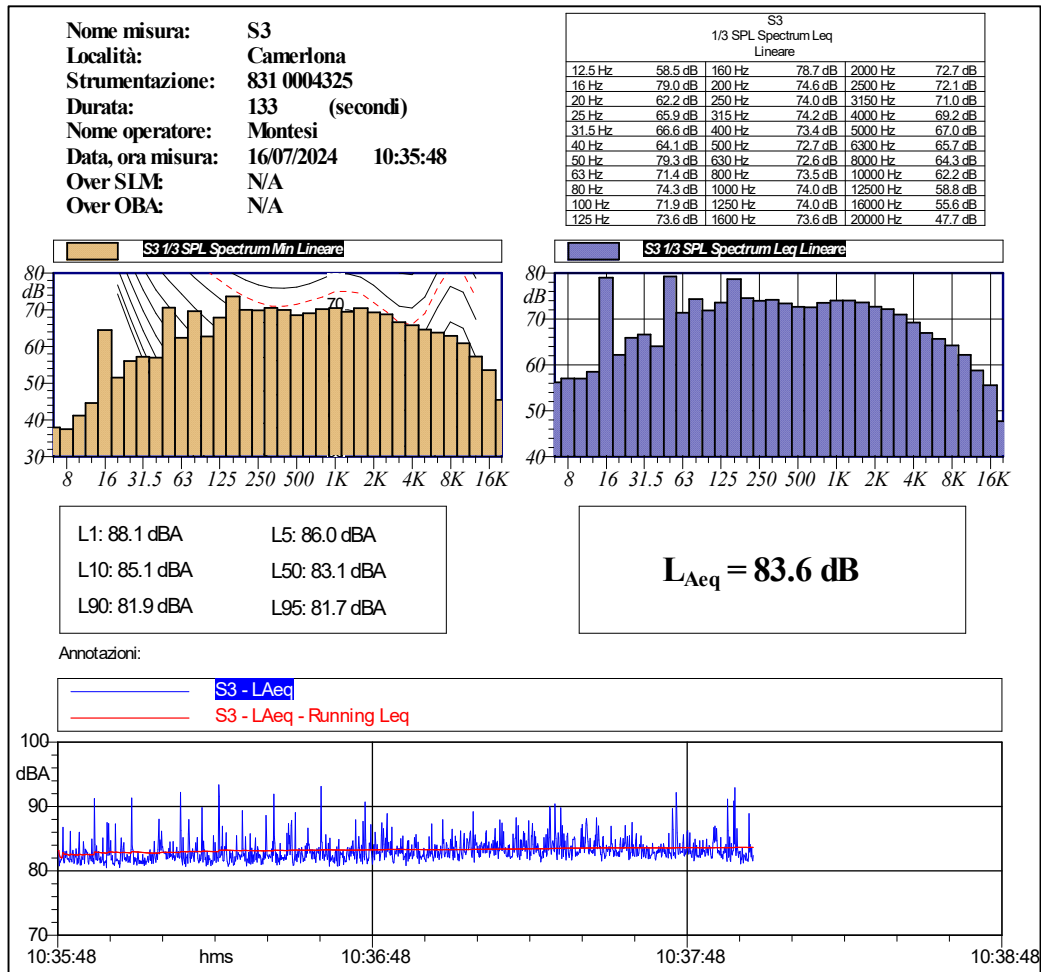 Nome misura: S3
Località: Camerlona
Strumentazione: 831 0004325
Durata: 133 (secondi)
Nome operatore: Montesi
Data, ora misura: 16/07/2024 10:35:48
Over SLM: N/A
Over OBA: N/A
S3
1/3 SPL Spectrum Leq
Lineare
12.5 Hz 58.5 dB 160 Hz 78.7 dB 2000 Hz 72.7 dB
16 Hz 79.0 dB 200 Hz 74.6 dB 2500 Hz 72.1 dB
20 Hz 62.2 dB 250 Hz 74.0 dB 3150 Hz 71.0 dB
25 Hz 65.9 dB 315 Hz 74.2 dB 4000 Hz 69.2 dB
31.5 Hz 66.6 dB 400 Hz 73.4 dB 5000 Hz 67.0 dB
40 Hz 64.1 dB 500 Hz 72.7 dB 6300 Hz 65.7 dB
50 Hz 79.3 dB 630 Hz 72.6 dB 8000 Hz 64.3 dB
63 Hz 71.4 dB 800 Hz 73.5 dB 10000 Hz 62.2 dB
80 Hz 74.3 dB 1000 Hz 74.0 dB 12500 Hz 58.8 dB
100 Hz 71.9 dB 1250 Hz 74.0 dB 16000 Hz 55.6 dB
125 Hz 73.6 dB 1600 Hz 73.6 dB 20000 Hz 47.7 dB
S3 1/3 SPL Spectrum Min Lineare
80
dB
70
60
50
40
30
70
8 16 31.5 63 125 250 500 1K 2K 4K 8K 16K
S3 1/3 SPL Spectrum Leq Lineare
80
dB
70
60
50
40
8 16 31.5 63 125 250 500 1K 2K 4K 8K 16K
L1: 88.1 dBA L5: 86.0 dBA
L10: 85.1 dBA L50: 83.1 dBA
L90: 81.9 dBA L95: 81.7 dBA
LAeq = 83.6 dB
Annotazioni:
S3 - LAeq
S3 - LAeq - Running Leq
100
dBA
90
80
70
10:35:48 hms 10:36:48 10:37:48 10:38:48